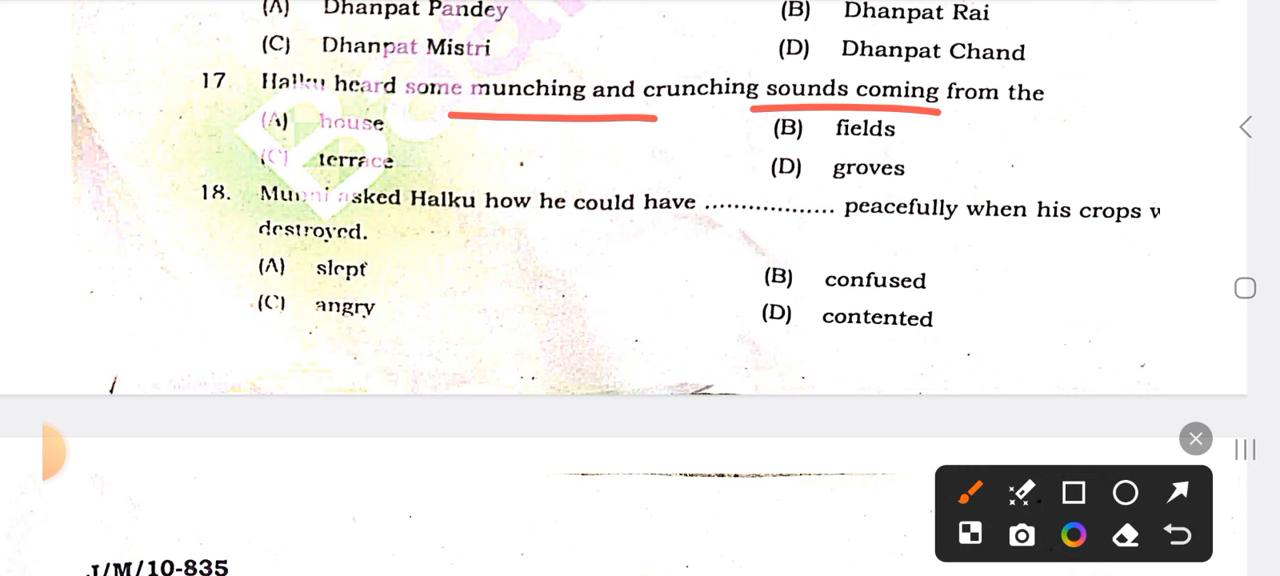 (A) Dhanpat Pandey (B) Dhanpat Rai
(C) Dhanpat Mistri (D) Dhanpat Chand
17. Halku heard some munching and crunching sounds coming from the
(A) house (B) fields
(C) terrace (D) groves
18. Munni asked Halku how he could have .................. peacefully when his crops w
destroyed.
(A) slept (B) confused
(C) angry (D) contented
J/M/10-835